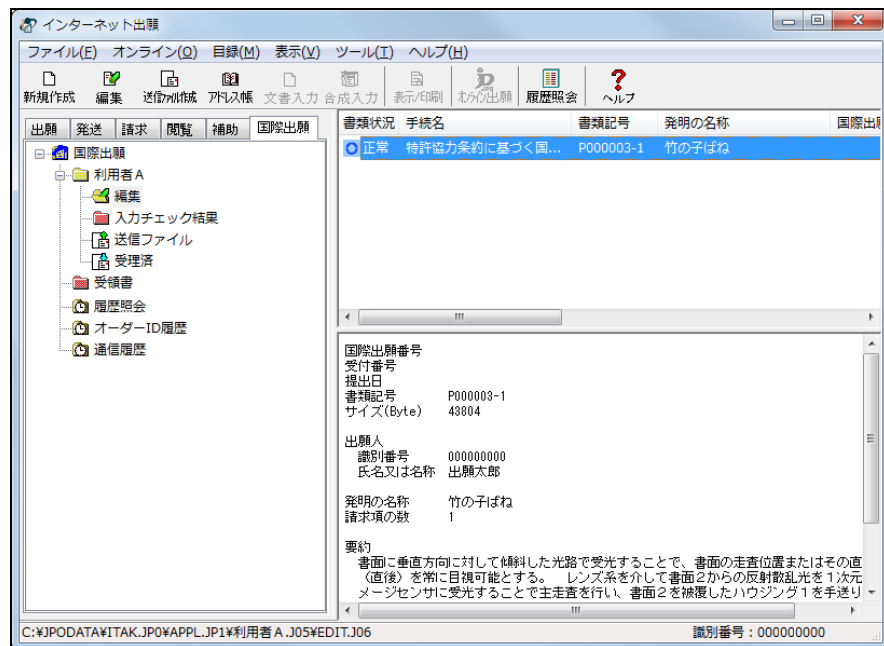 インターネット出願
ファイル(F) オンライン(O) 目録(M) 表示(V) ツール(T) ヘルプ(H)
新規作成 編集 送信ファイル作成 アドレス帳 文書入力 合成入力 表示/印刷 オンライン出願 履歴照会 ヘルプ
出願 発送 請求 閲覧 補助 国際出願
国際出願
利用者A
編集
入力チェック結果
送信ファイル
受理済
受領書
履歴照会
オーダーID履歴
通信履歴
書類状況 手続名 書類記号 発明の名称 国際出願
正常 特許協力条約に基づく国... P000003-1 竹の子ばね
国際出願番号
受付番号
提出日
書類記号 P000003-1
サイズ(Byte) 43804
出願人
識別番号 000000000
氏名又は名称 出願太郎
発明の名称 竹の子ばね
請求項の数 1
要約
書面に垂直方向に対して傾斜した光路で受光することで、書面の走査位置またはその直
(直後)を常に目視可能とする。 レンズ系を介して書面2からの反射散乱光を1次元
メージセンサに受光することで主走査を行い、書面2を被覆したハウジング1を手送り
C:¥JPODATA¥ITAK.JP0¥APPL.JP1¥利用者A.J05¥EDIT.J06 識別番号:000000000